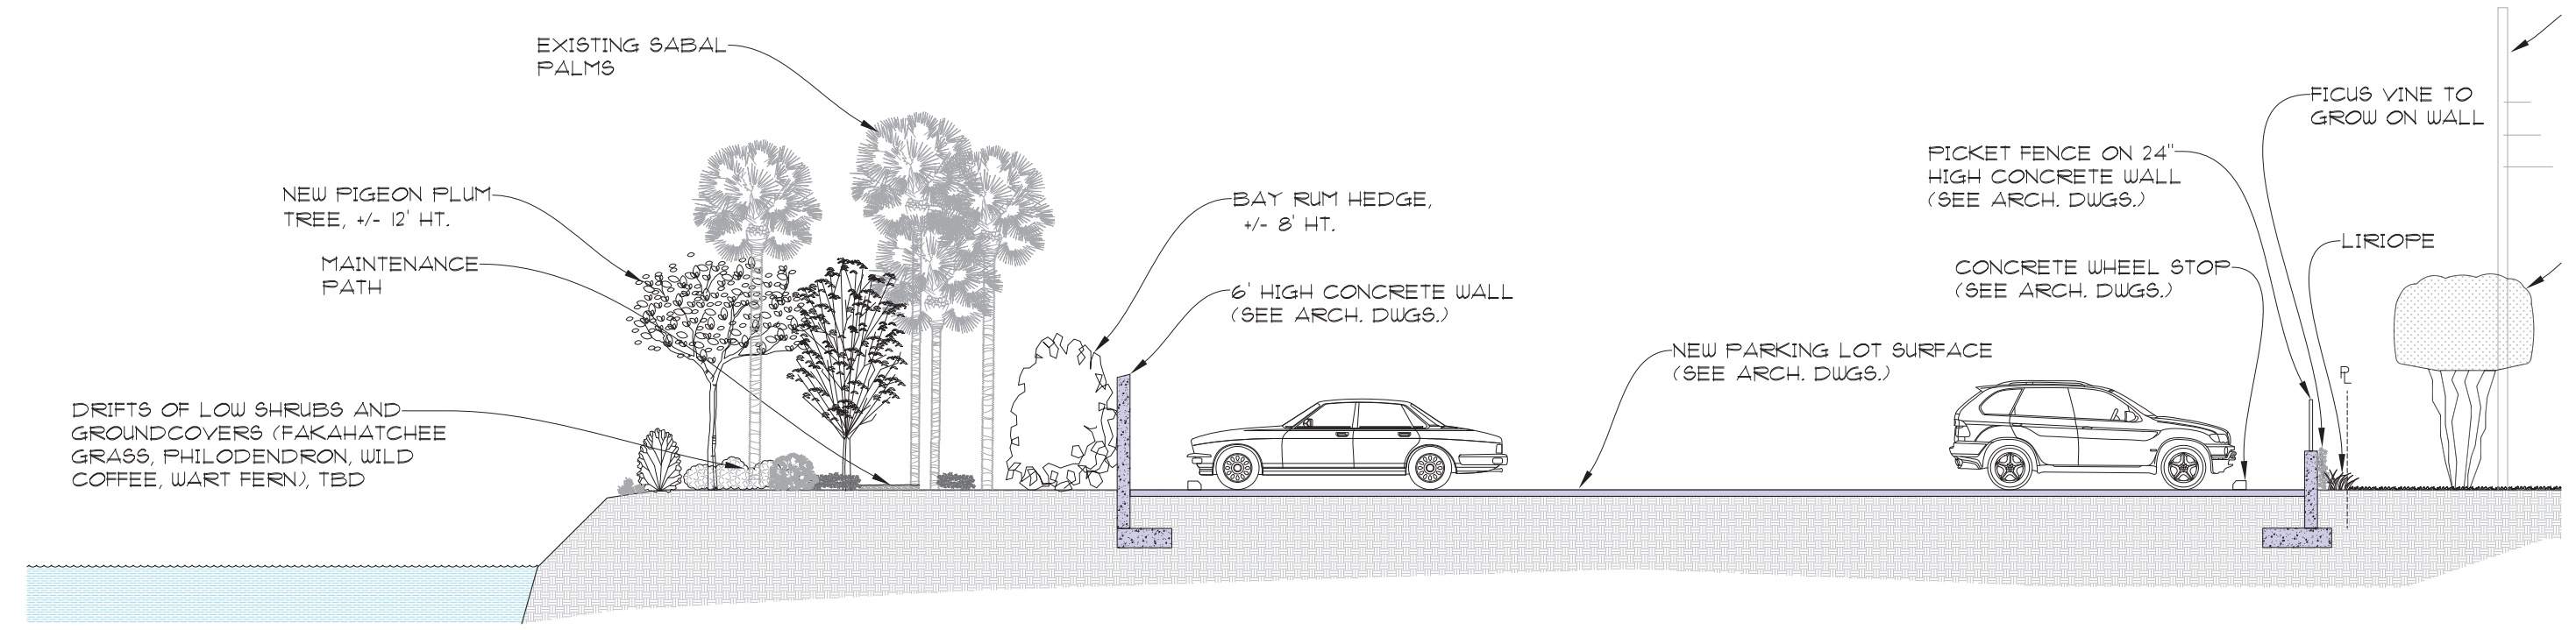 EXISTING SABAL
PALMS
NEW PIGEON PLUM
TREE, +/- 12' HT.
MAINTENANCE
PATH
DRIFTS OF LOW SHRUBS AND
GROUNDCOVERS (FAKAHATCHEE
GRASS, PHILODENDRON, WILD
COFFEE, WART FERN), TBD
BAY RUM HEDGE,
+/- 8' HT.
6' HIGH CONCRETE WALL
(SEE ARCH. DWGS.)
NEW PARKING LOT SURFACE
(SEE ARCH. DWGS.)
FICUS VINE TO
GROW ON WALL
PICKET FENCE ON 24"
HIGH CONCRETE WALL
(SEE ARCH. DWGS.)
LIRIOPE
CONCRETE WHEEL STOP
(SEE ARCH. DWGS.)
PL